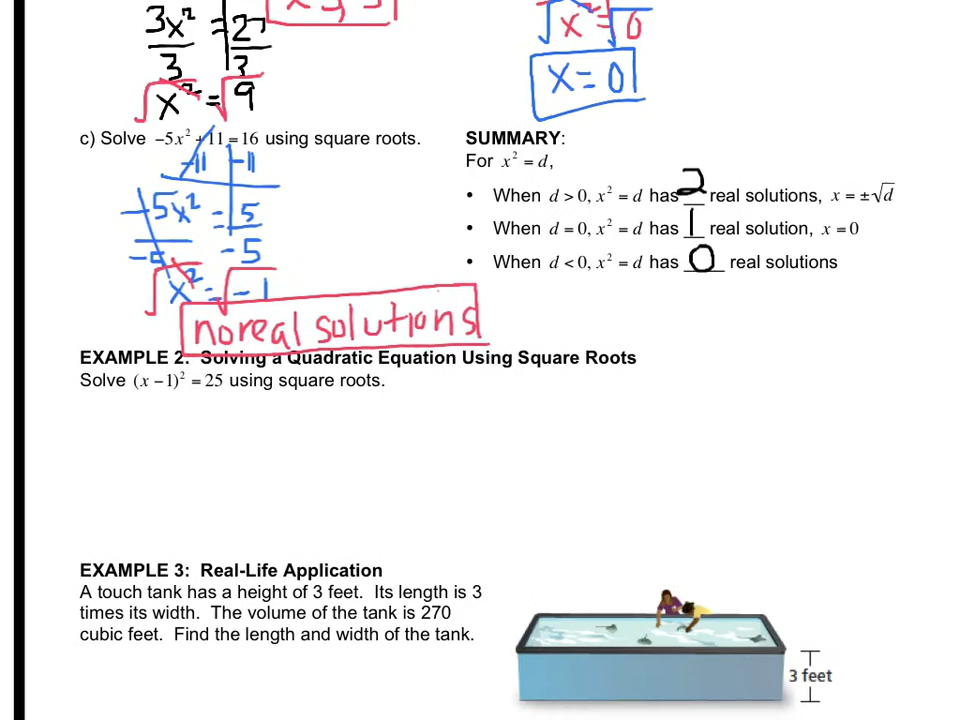 3x² = 27
3 3
√x² = √9
√x² = √0
x = 0
c) Solve −5x² + 11 = 16 using square roots.
−11 −11
−5x² = 5
−5 −5
√x² = √−1
no real solutions
SUMMARY:
For x² = d,
• When d > 0, x² = d has 2 real solutions, x = ±√d
• When d = 0, x² = d has 1 real solution, x = 0
• When d < 0, x² = d has 0 real solutions
EXAMPLE 2: Solving a Quadratic Equation Using Square Roots
Solve (x − 1)² = 25 using square roots.
EXAMPLE 3: Real-Life Application
A touch tank has a height of 3 feet. Its length is 3
times its width. The volume of the tank is 270
cubic feet. Find the length and width of the tank.
3 feet